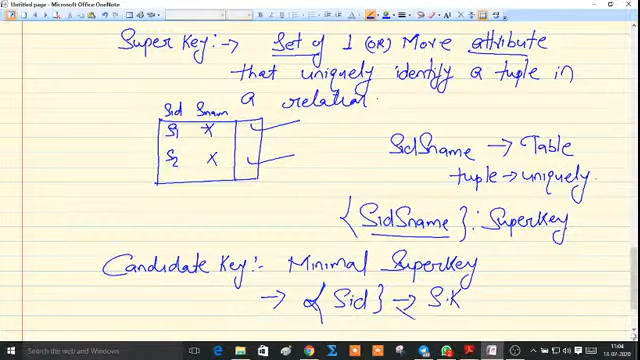 Untitled page - Microsoft Office OneNote
Super Key:→ Set of 1 (OR) More attribute
that uniquely identify a tuple in
a relation.
Sid Snam
S1 X
S2 X
SidSname → Table
tuple → uniquely.
{SidSname}: Superkey
Candidate Key:- Minimal Superkey
→ {Sid} → S.K
Search the Web and Windows
11:04
18-07-2020